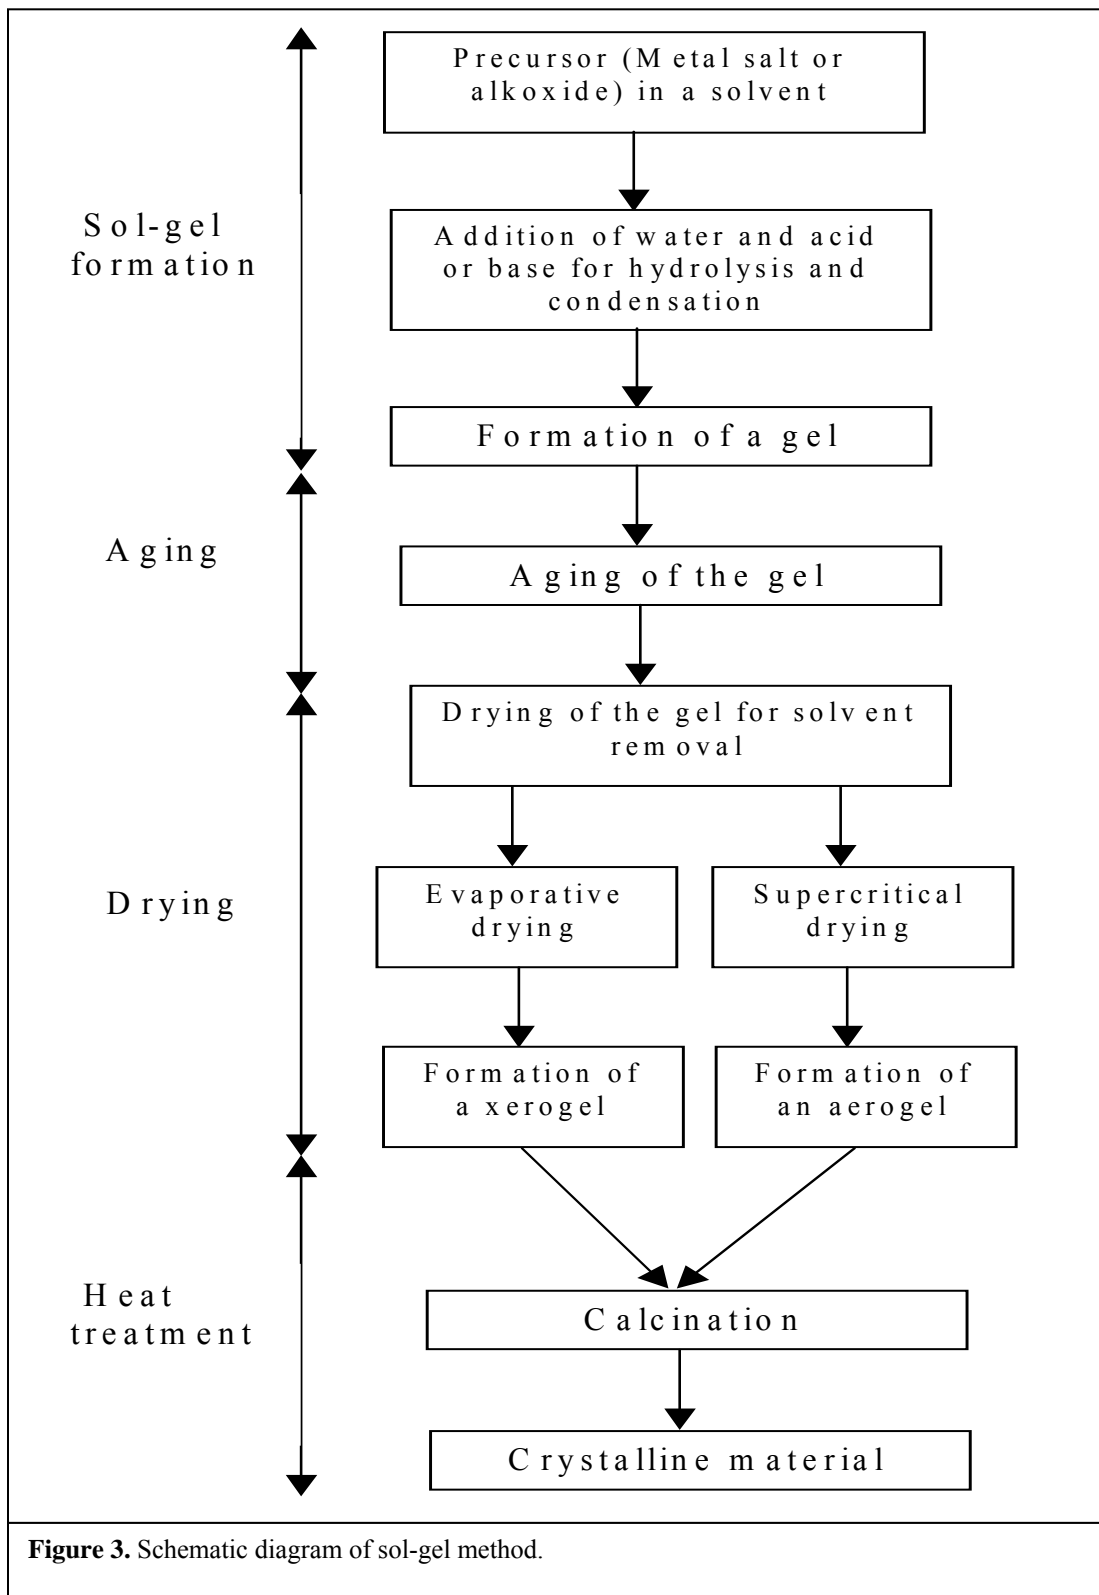 Precursor (Metal salt or
alkoxide) in a solvent
Sol-gel
formation
Addition of water and acid
or base for hydrolysis and
condensation
Formation of a gel
Aging
Aging of the gel
Drying of the gel for solvent
removal
Drying
Evaporative
drying
Supercritical
drying
Formation of
a xerogel
Formation of
an aerogel
Heat
treatment
Calcination
Crystalline material
Figure 3. Schematic diagram of sol-gel method.